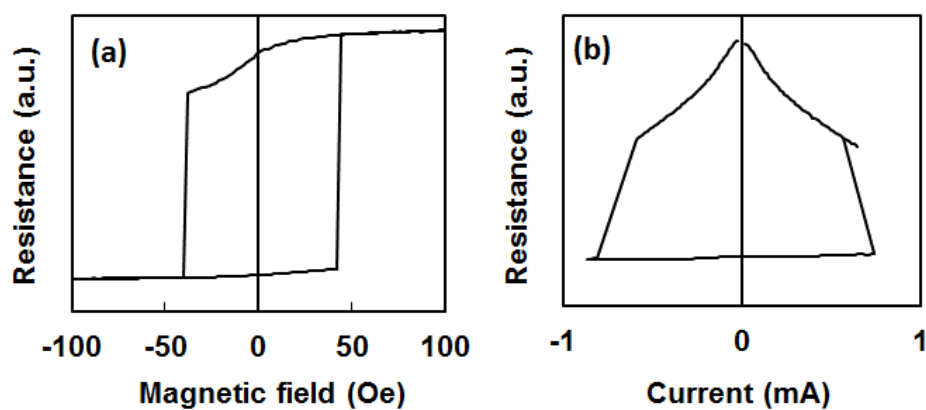 (a)
Resistance (a.u.)
-100 -50 0 50 100
Magnetic field (Oe)
(b)
Resistance (a.u.)
-1 0 1
Current (mA)